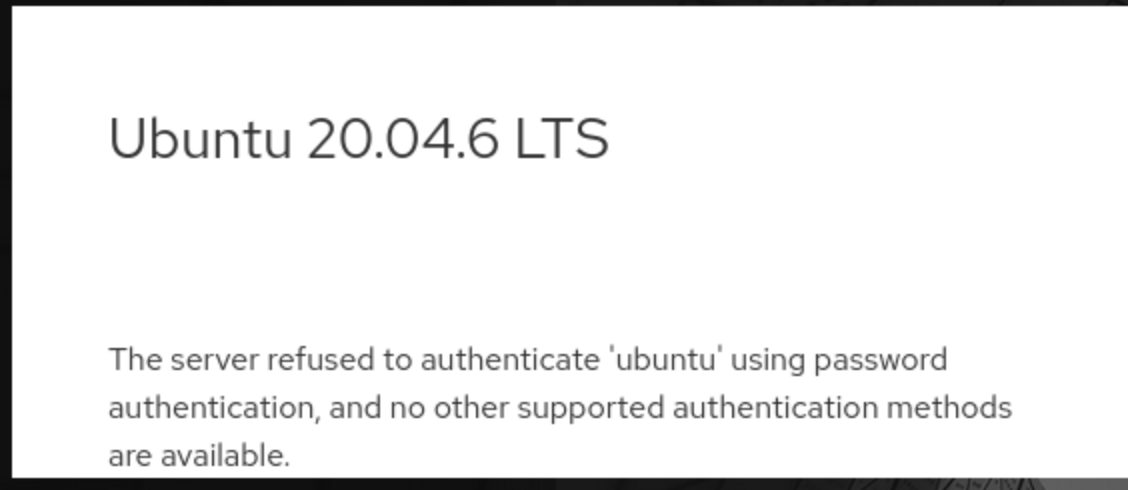 Ubuntu 20.04.6 LTS
The server refused to authenticate 'ubuntu' using password
authentication, and no other supported authentication methods
are available.